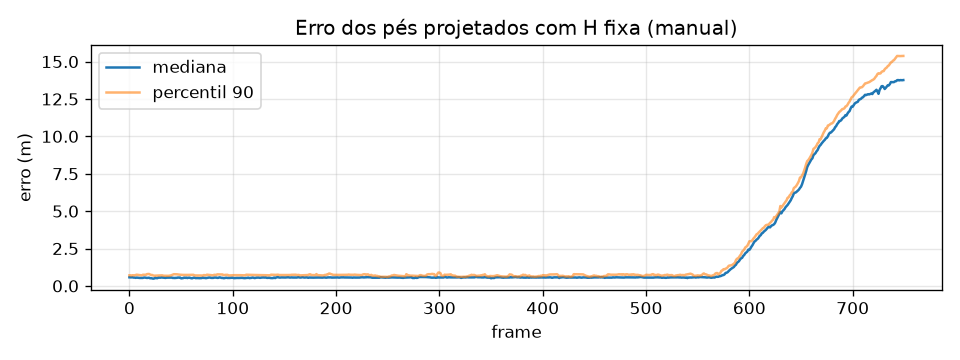 Erro dos pés projetados com H fixa (manual)
mediana
percentil 90
erro (m)
15.0
12.5
10.0
7.5
5.0
2.5
0.0
0 100 200 300 400 500 600 700
frame